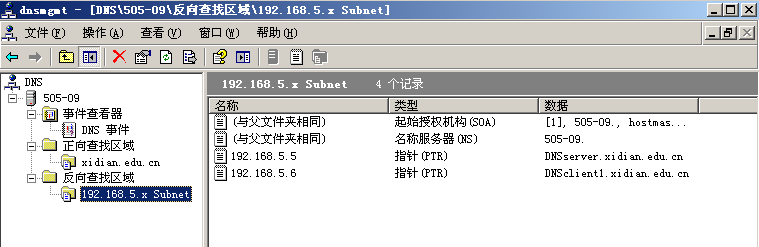 dnsmgmt - [DNS\505-09\反向查找区域\192.168.5.x Subnet]
文件(F) 操作(A) 查看(V) 窗口(W) 帮助(H)
DNS
505-09
事件查看器
DNS 事件
正向查找区域
xidian.edu.cn
反向查找区域
192.168.5.x Subnet
192.168.5.x Subnet 4 个记录
名称 类型 数据
(与父文件夹相同) 起始授权机构(SOA) [1], 505-09., hostmas...
(与父文件夹相同) 名称服务器(NS) 505-09.
192.168.5.5 指针(PTR) DNSserver.xidian.edu.cn
192.168.5.6 指针(PTR) DNSclient1.xidian.edu.cn